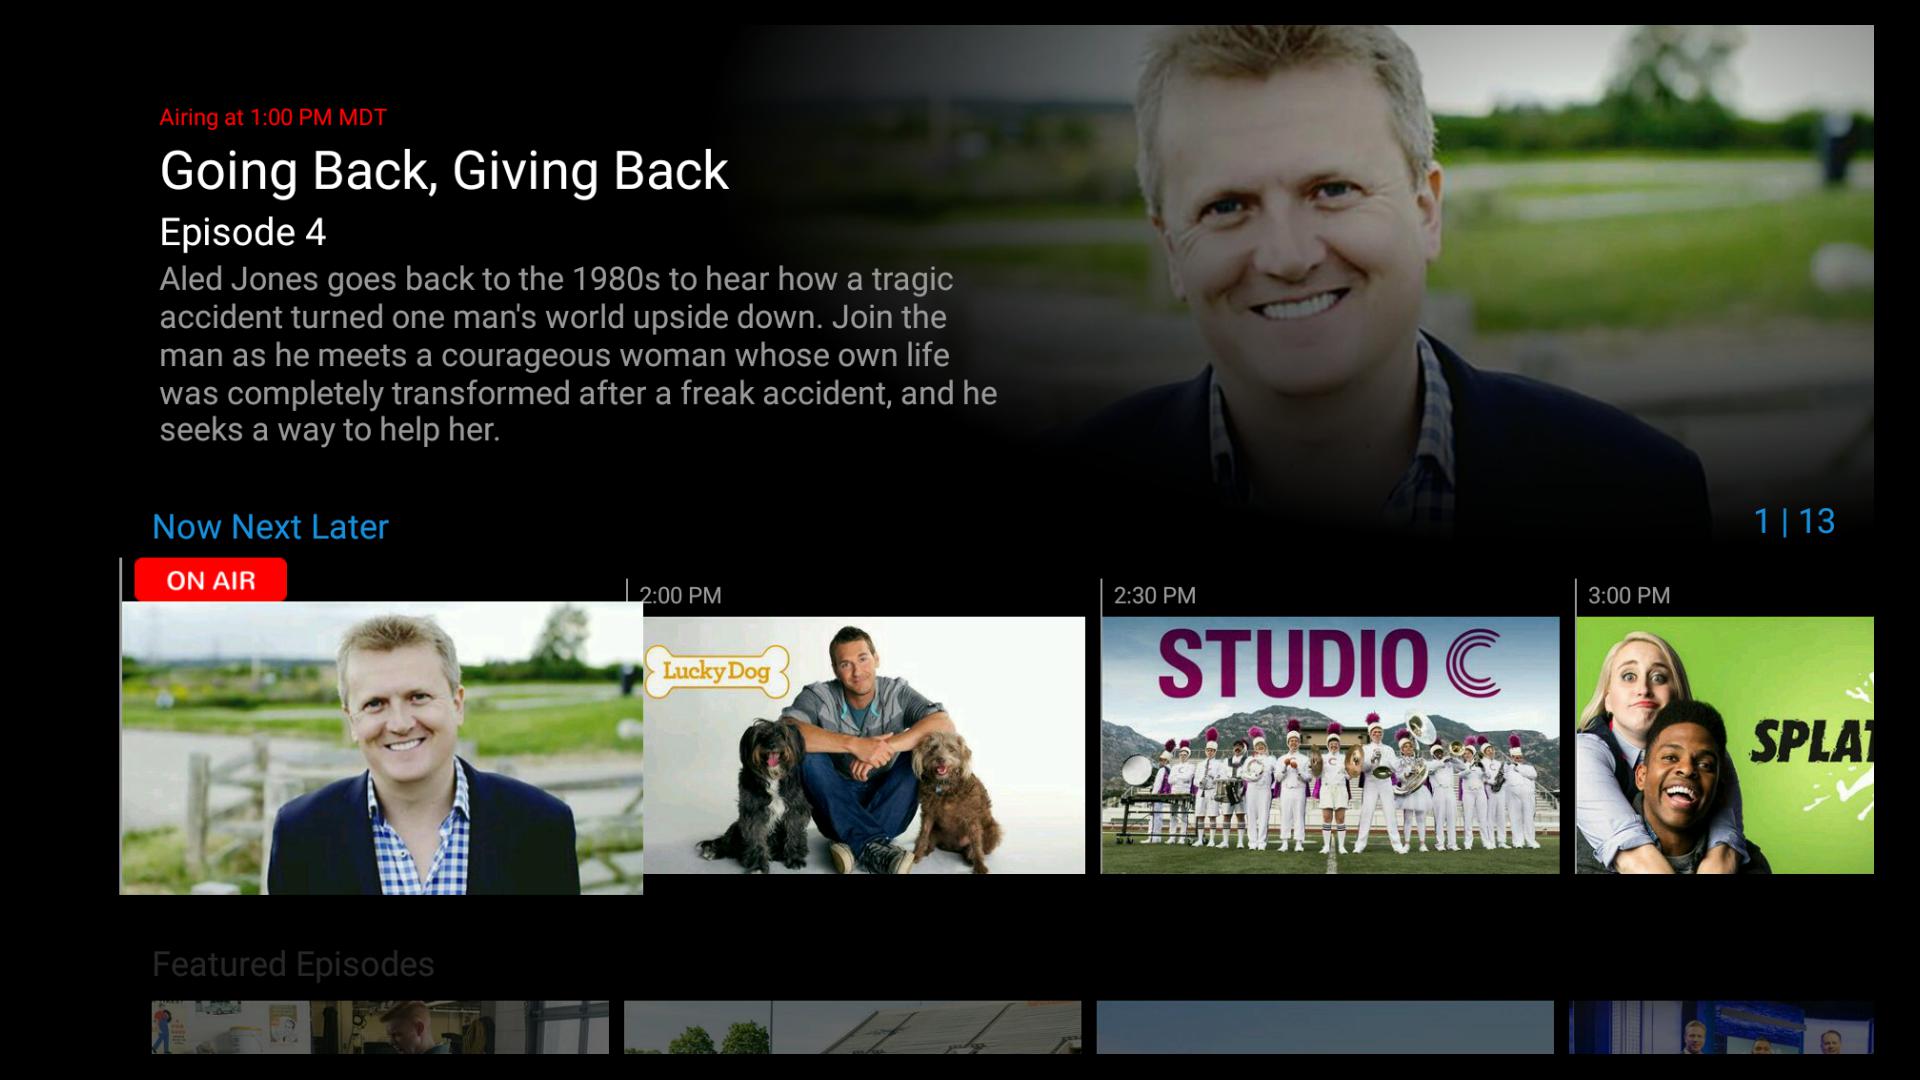 Airing at 1:00 PM MDT
Going Back, Giving Back
Episode 4
Aled Jones goes back to the 1980s to hear how a tragic
accident turned one man's world upside down. Join the
man as he meets a courageous woman whose own life
was completely transformed after a freak accident, and he
seeks a way to help her.
Now Next Later
1 | 13
ON AIR
2:00 PM
2:30 PM
3:00 PM
Lucky Dog
STUDIO C
SPLAT
Featured Episodes